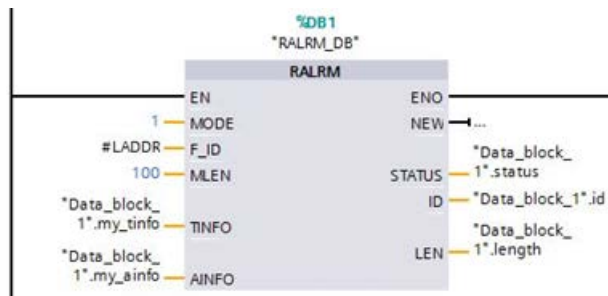 %DB1
"RALRM_DB"
RALRM
EN ENO
1 MODE NEW ...
#LADDR F_ID
100 MLEN STATUS "Data_block_
1".status
ID "Data_block_1".id
"Data_block_
1".my_tinfo TINFO
LEN "Data_block_
1".length
"Data_block_
1".my_ainfo AINFO